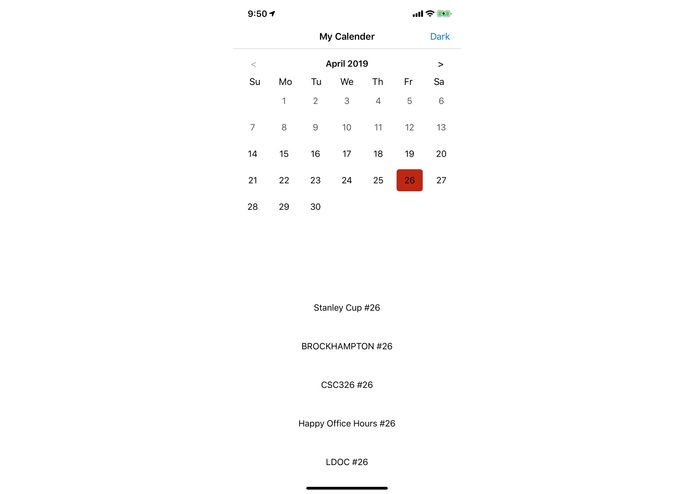 9:50
My Calender
Dark
< April 2019 >
Su Mo Tu We Th Fr Sa
1 2 3 4 5 6
7 8 9 10 11 12 13
14 15 16 17 18 19 20
21 22 23 24 25 26 27
28 29 30
Stanley Cup #26
BROCKHAMPTON #26
CSC326 #26
Happy Office Hours #26
LDOC #26